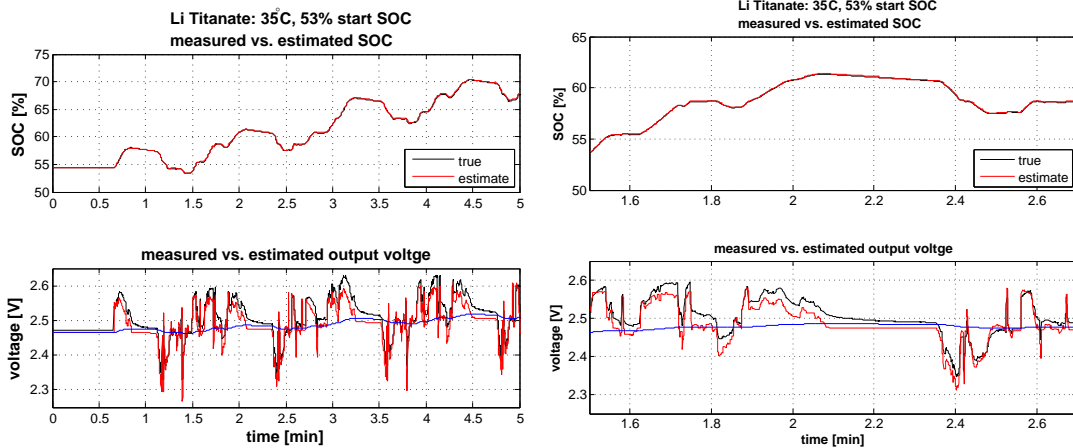 Li Titanate: 35°C, 53% start SOC
measured vs. estimated SOC
SOC [%]
75
70
65
60
55
50
true
estimate
0 0.5 1 1.5 2 2.5 3 3.5 4 4.5 5
measured vs. estimated output voltge
voltage [V]
2.6
2.5
2.4
2.3
0 0.5 1 1.5 2 2.5 3 3.5 4 4.5 5
time [min]
Li Titanate: 35°C, 53% start SOC
measured vs. estimated SOC
SOC [%]
65
60
55
50
true
estimate
1.6 1.8 2 2.2 2.4 2.6
measured vs. estimated output voltge
voltage [V]
2.6
2.5
2.4
2.3
1.6 1.8 2 2.2 2.4 2.6
time [min]